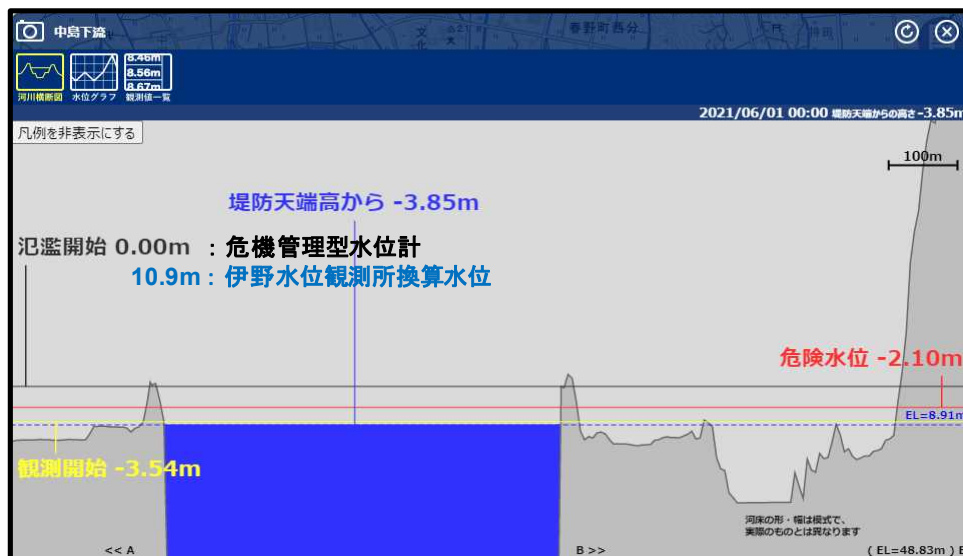 中島下流
春野町西分
8.46m
8.56m
8.67m
河川横断図 水位グラフ 観測値一覧
2021/06/01 00:00 堤防天端からの高さ-3.85m
凡例を非表示にする
100m
堤防天端高から -3.85m
氾濫開始 0.00m ：危機管理型水位計
10.9m：伊野水位観測所換算水位
危険水位 -2.10m
EL=8.91m
観測開始 -3.54m
河床の形・幅は模式で、
実際のものとは異なります
<< A
B >>
( EL=48.83m )